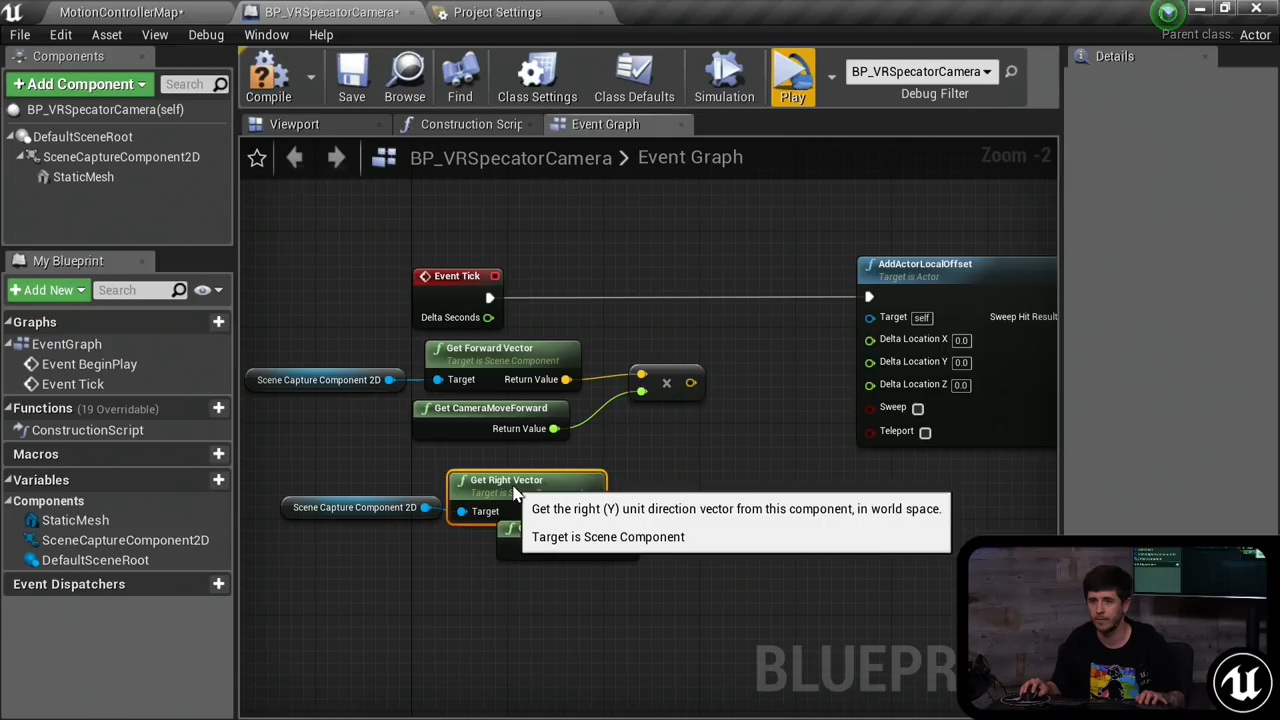 MotionControllerMap*
BP_VRSpecatorCamera*
Project Settings
File Edit Asset View Debug Window Help
Parent class: Actor
Components
+ Add Component
Search
BP_VRSpecatorCamera(self)
DefaultSceneRoot
SceneCaptureComponent2D
StaticMesh
My Blueprint
+ Add New
Search
Graphs
EventGraph
Event BeginPlay
Event Tick
Functions (19 Overridable)
ConstructionScript
Macros
Variables
Components
StaticMesh
SceneCaptureComponent2D
DefaultSceneRoot
Event Dispatchers
Compile Save Browse Find Class Settings Class Defaults Simulation Play
BP_VRSpecatorCamera
Debug Filter
Details
Viewport
Construction Scrip
Event Graph
BP_VRSpecatorCamera > Event Graph
Zoom -2
Event Tick
Delta Seconds
Get Forward Vector
Target is Scene Component
Scene Capture Component 2D
Target Return Value
Get CameraMoveForward
Return Value
Get Right Vector
Scene Capture Component 2D
Target
Get the right (Y) unit direction vector from this component, in world space.
Target is Scene Component
AddActorLocalOffset
Target is Actor
Target self Sweep Hit Result
Delta Location X 0.0
Delta Location Y 0.0
Delta Location Z 0.0
Sweep
Teleport
BLUEPR